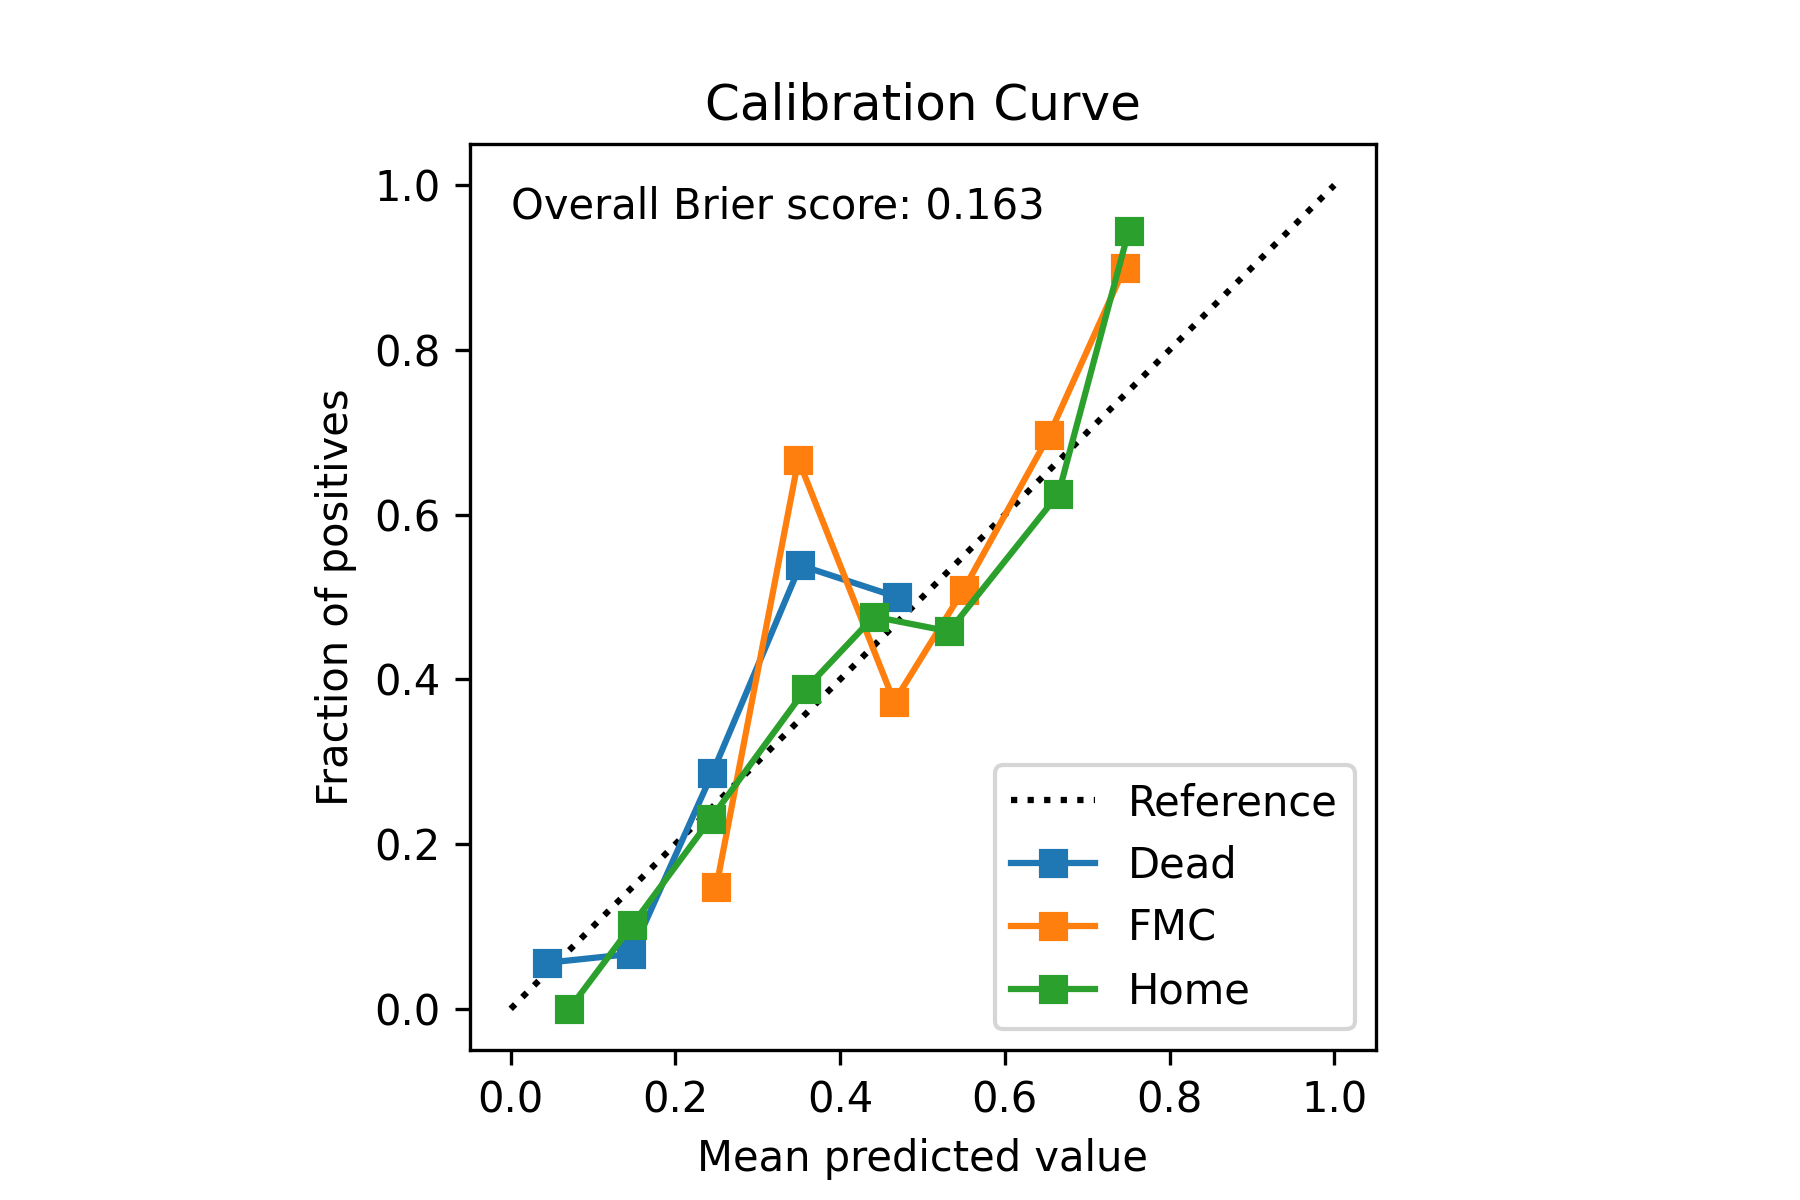 Calibration Curve
Overall Brier score: 0.163
1.0
0.8
0.6
0.4
0.2
0.0
Fraction of positives
Reference
Dead
FMC
Home
0.0 0.2 0.4 0.6 0.8 1.0
Mean predicted value